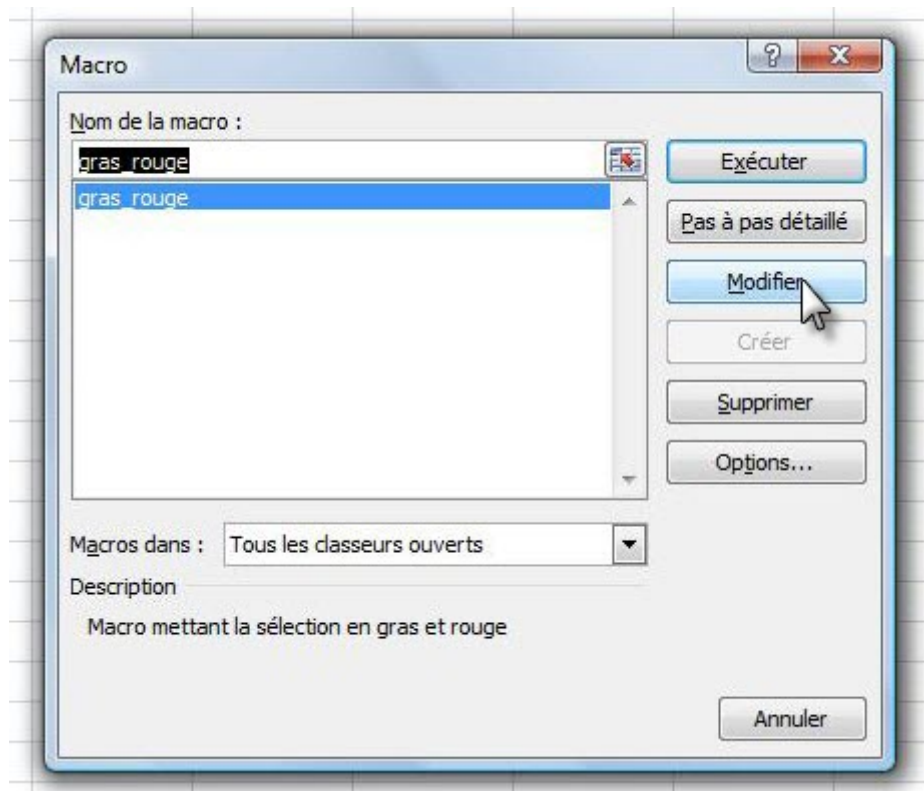 Macro
?
Nom de la macro :
gras_rouge
gras_rouge
Exécuter
Pas à pas détaillé
Modifier
Créer
Supprimer
Options...
Macros dans : Tous les classeurs ouverts
Description
Macro mettant la sélection en gras et rouge
Annuler